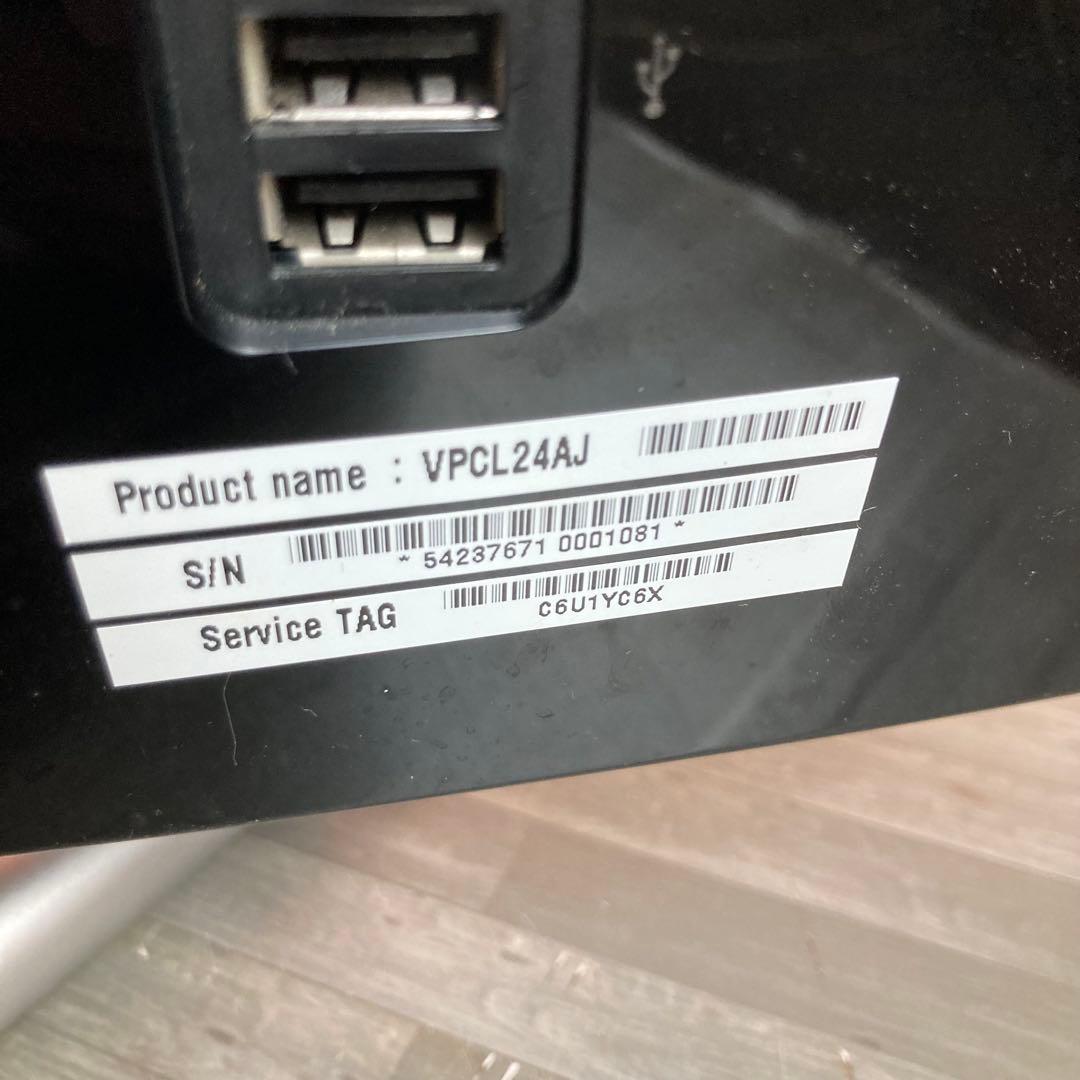 Product name : VPCL24AJ
S/N
* 54237671 0001081 *
Service TAG
C6U1YC6X